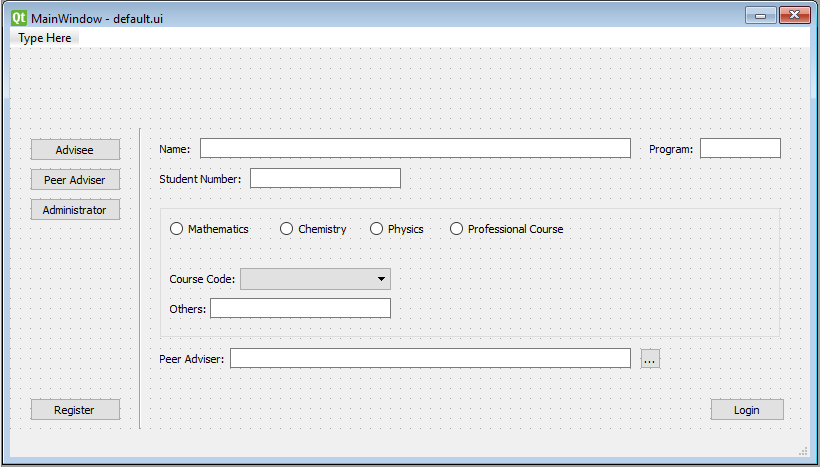 Qt MainWindow - default.ui
Type Here
Advisee
Name: Program:
Peer Adviser
Student Number:
Administrator
Mathematics Chemistry Physics Professional Course
Course Code:
Others:
Peer Adviser: ...
Register
Login